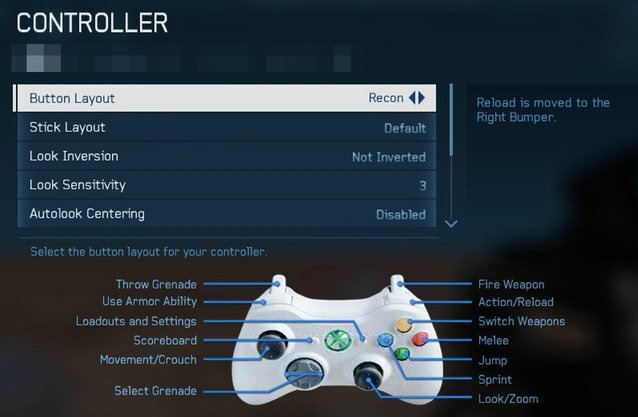 CONTROLLER
Button Layout Recon
Stick Layout Default
Look Inversion Not Inverted
Look Sensitivity 3
Autolook Centering Disabled
Reload is moved to the
Right Bumper.
Select the button layout for your controller.
Throw Grenade
Use Armor Ability
Loadouts and Settings
Scoreboard
Movement/Crouch
Select Grenade
Fire Weapon
Action/Reload
Switch Weapons
Melee
Jump
Sprint
Look/Zoom